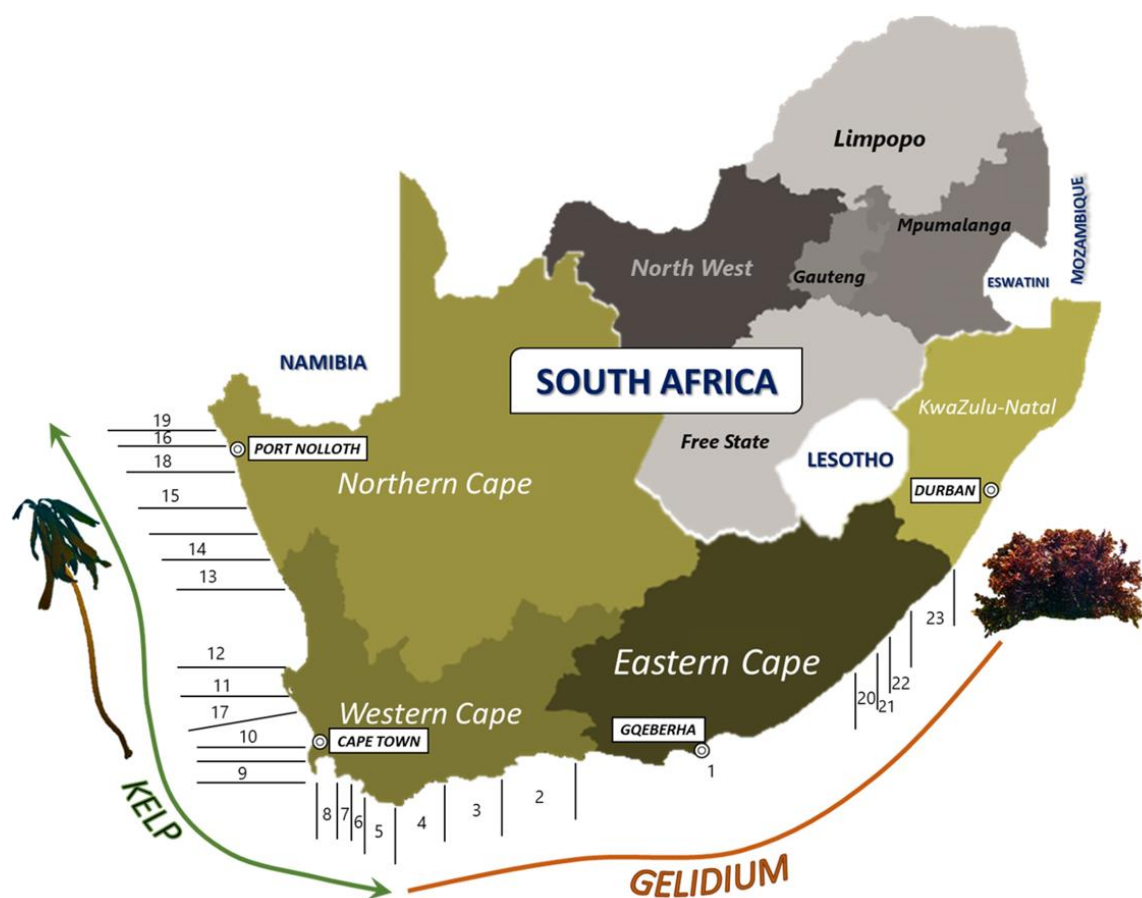 Limpopo
MOZAMBIQUE
Mpumalanga
North West
Gauteng
ESWATINI
NAMIBIA
SOUTH AFRICA
KwaZulu-Natal
19
16
PORT NOLLOTH
Free State
LESOTHO
18
Northern Cape
DURBAN
15
14
13
23
12
Eastern Cape
22
20
21
11
17
Western Cape
GQEBERHA
10
CAPE TOWN
9
1
8
7
6
5
4
3
2
KELP
GELIDIUM